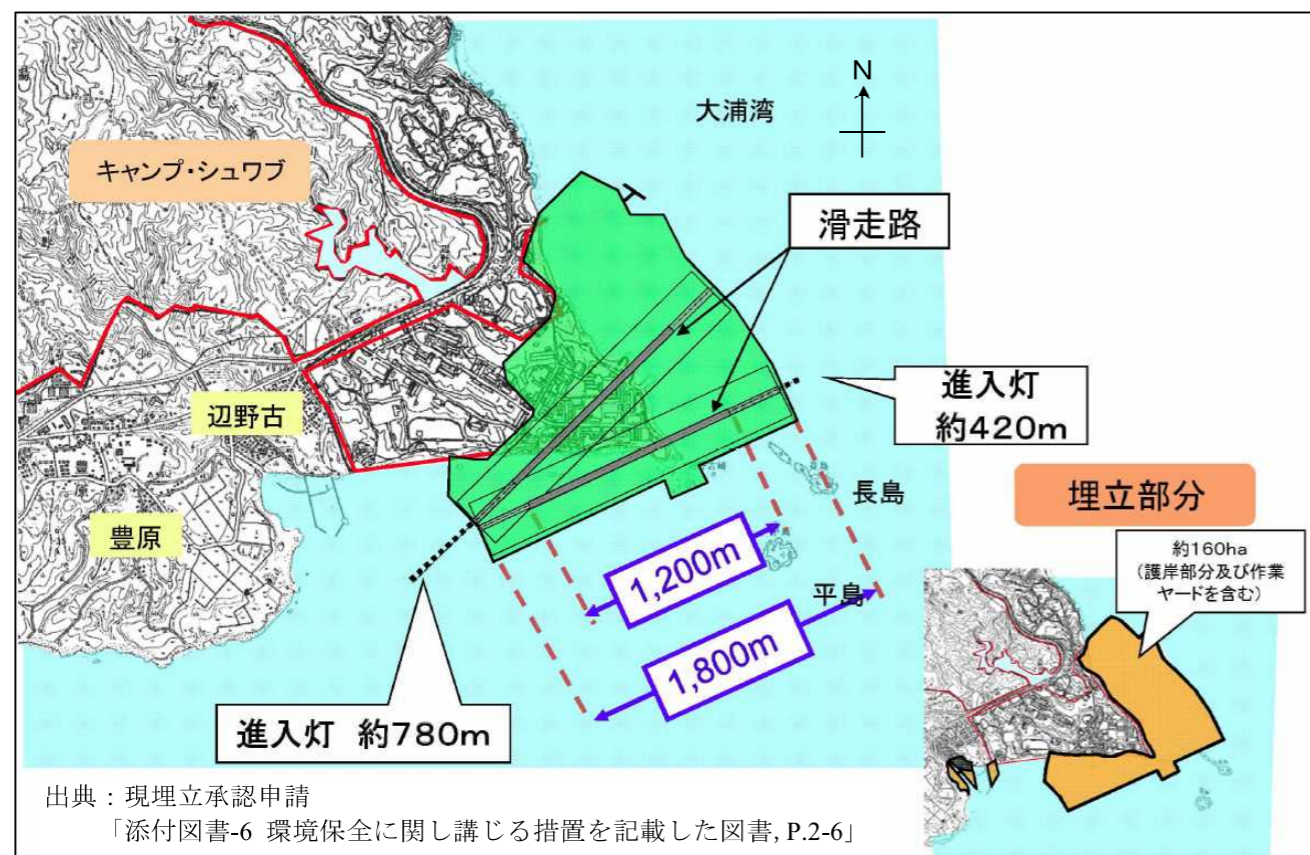 N
大浦湾
キャンプ・シュワブ
滑走路
進入灯
約420m
辺野古
長島
埋立部分
豊原
約160ha
(護岸部分及び作業
ヤードを含む)
1,200m
平島
1,800m
進入灯 約780m
出典：現埋立承認申請
「添付図書-6 環境保全に関し講じる措置を記載した図書, P.2-6」